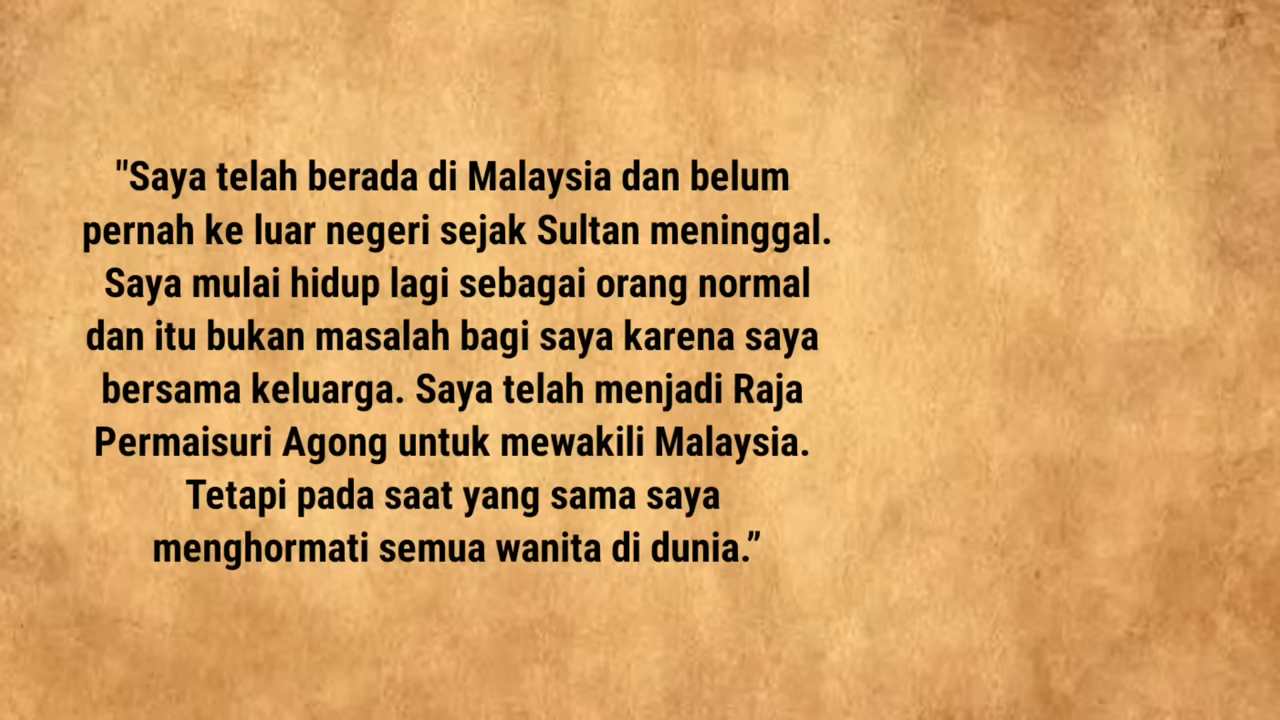 "Saya telah berada di Malaysia dan belum
pernah ke luar negeri sejak Sultan meninggal.
Saya mulai hidup lagi sebagai orang normal
dan itu bukan masalah bagi saya karena saya
bersama keluarga. Saya telah menjadi Raja
Permaisuri Agong untuk mewakili Malaysia.
Tetapi pada saat yang sama saya
menghormati semua wanita di dunia.”